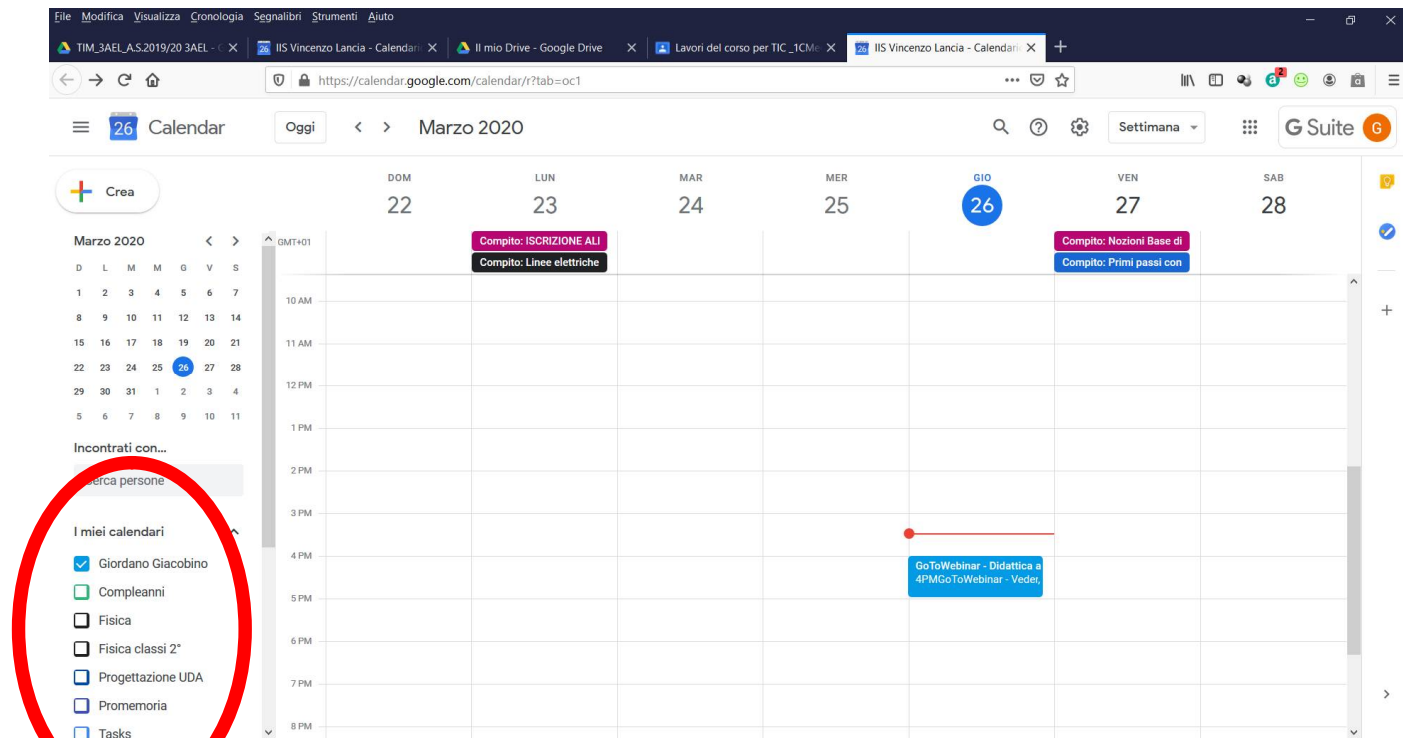 File Modifica Visualizza Cronologia Segnalibri Strumenti Aiuto
TIM_3AEL_A.S.2019/20 3AEL - C
IIS Vincenzo Lancia - Calendari
Il mio Drive - Google Drive
Lavori del corso per TIC _1CMe
IIS Vincenzo Lancia - Calendari
https://calendar.google.com/calendar/r?tab=oc1
26 Calendar Oggi Marzo 2020 Settimana G Suite G
Crea
DOM LUN MAR MER GIO VEN SAB
22 23 24 25 26 27 28
Marzo 2020
GMT+01
Compito: ISCRIZIONE ALI
Compito: Nozioni Base di
Compito: Linee elettriche
Compito: Primi passi con
D L M M G V S
1 2 3 4 5 6 7
8 9 10 11 12 13 14
15 16 17 18 19 20 21
22 23 24 25 26 27 28
29 30 31 1 2 3 4
5 6 7 8 9 10 11
10 AM
11 AM
12 PM
1 PM
2 PM
3 PM
4 PM
5 PM
6 PM
7 PM
8 PM
GoToWebinar - Didattica a
4PMGoToWebinar - Veder,
Incontrati con...
persone
I miei calendari
Giordano Giacobino
Compleanni
Fisica
Fisica classi 2°
Progettazione UDA
Promemoria
Tasks